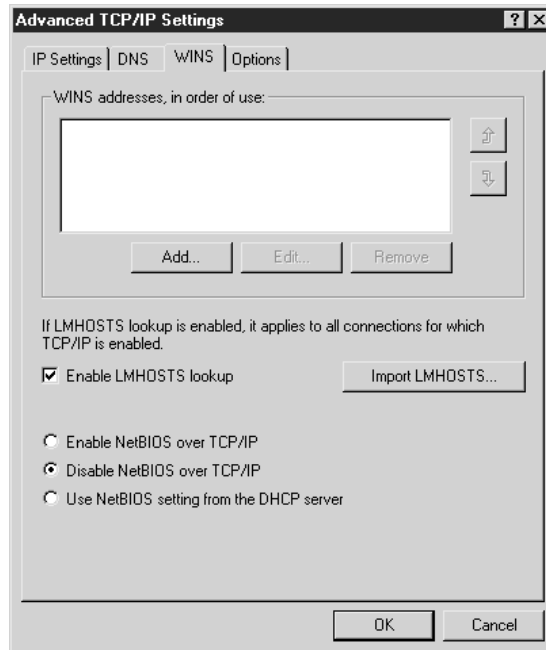 Advanced TCP/IP Settings
IP Settings DNS WINS Options
WINS addresses, in order of use:
Add... Edit... Remove
If LMHOSTS lookup is enabled, it applies to all connections for which
TCP/IP is enabled.
Enable LMHOSTS lookup Import LMHOSTS...
Enable NetBIOS over TCP/IP
Disable NetBIOS over TCP/IP
Use NetBIOS setting from the DHCP server
OK Cancel